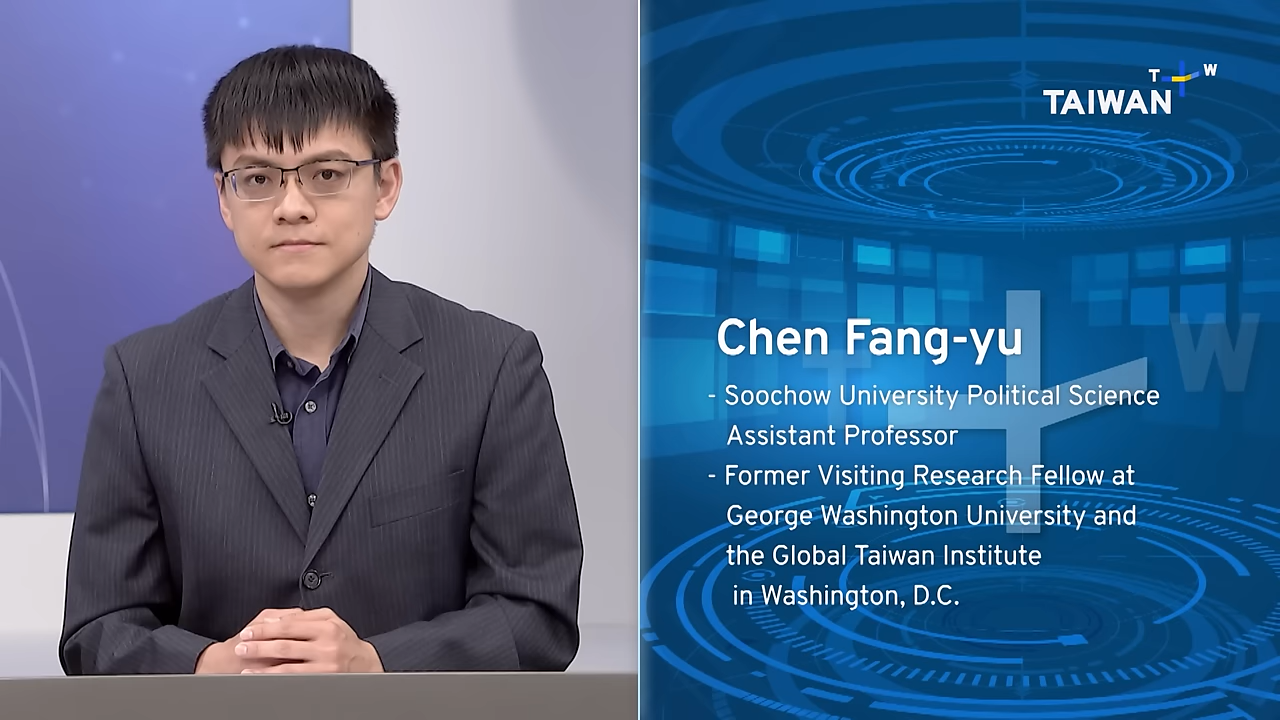 T W
TAIWAN
Chen Fang-yu
- Soochow University Political Science
Assistant Professor
- Former Visiting Research Fellow at
George Washington University and
the Global Taiwan Institute
in Washington, D.C.
T W